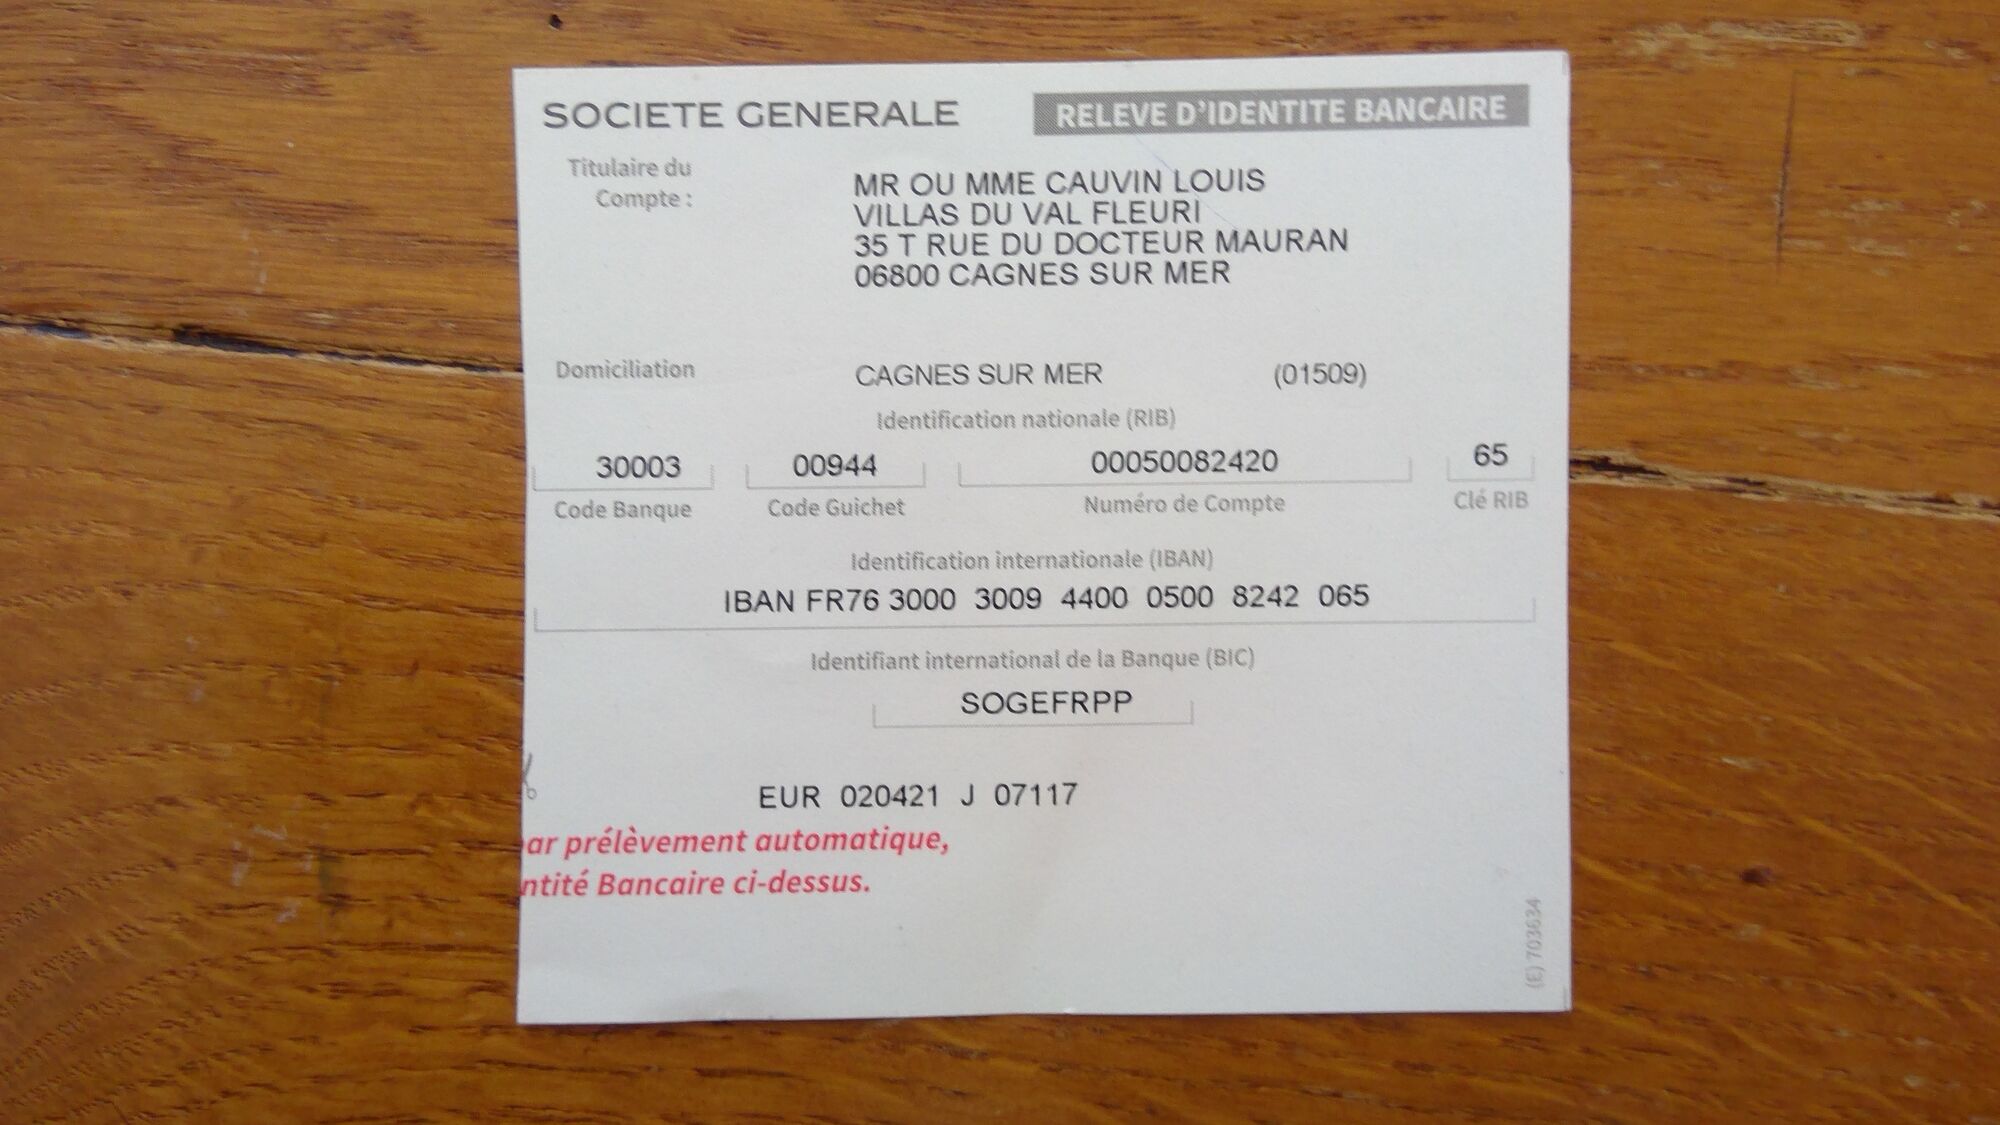 SOCIETE GENERALE RELEVE D'IDENTITE BANCAIRE
Titulaire du
Compte :
MR OU MME CAUVIN LOUIS
VILLAS DU VAL FLEURI
35 T RUE DU DOCTEUR MAURAN
06800 CAGNES SUR MER
Domiciliation CAGNES SUR MER (01509)
Identification nationale (RIB)
30003 00944 00050082420 65
Code Banque Code Guichet Numéro de Compte Clé RIB
Identification internationale (IBAN)
IBAN FR76 3000 3009 4400 0500 8242 065
Identifiant international de la Banque (BIC)
SOGEFRPP
EUR 020421 J 07117
ar prélèvement automatique,
ntité Bancaire ci-dessus.
(E) 703634